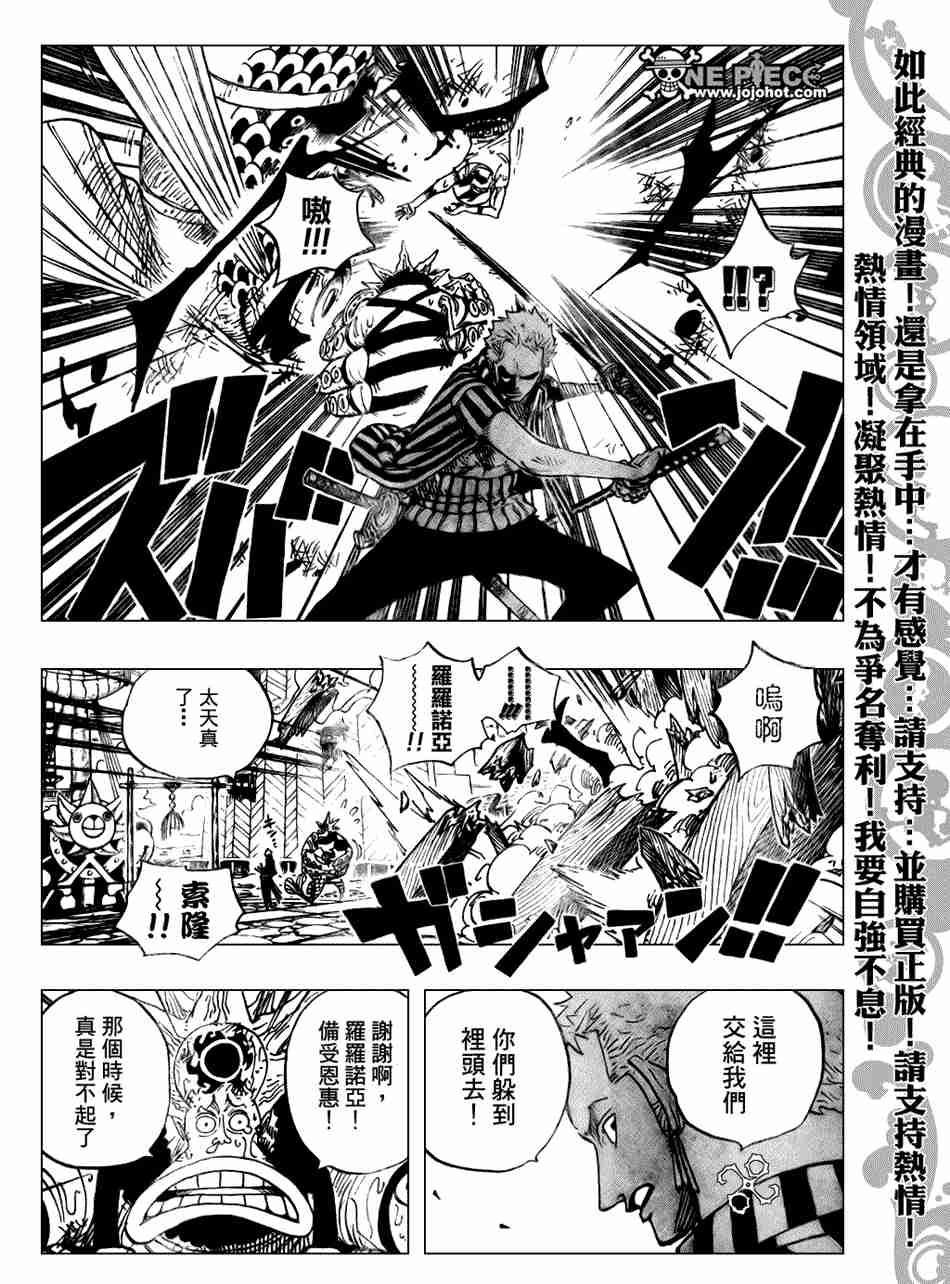 ONE PIECE
www.jojohot.com
如此經典的漫畫！還是拿在手中…才有感覺…請支持…並購買正版！請支持熱情！
熱情領域！凝聚熱情！不為爭名奪利！我要自強不息！
!!?
嗷
!!!
ズバ
!!!
嗚啊
~!!
羅羅諾亞
~!!
太天真
了…
索隆
~!!
ガシャアァン!!
這裡
交給我們
你們躲到
裡頭去！
謝謝啊，
羅羅諾亞！
備受恩惠！
那個時候，
真是對不起了